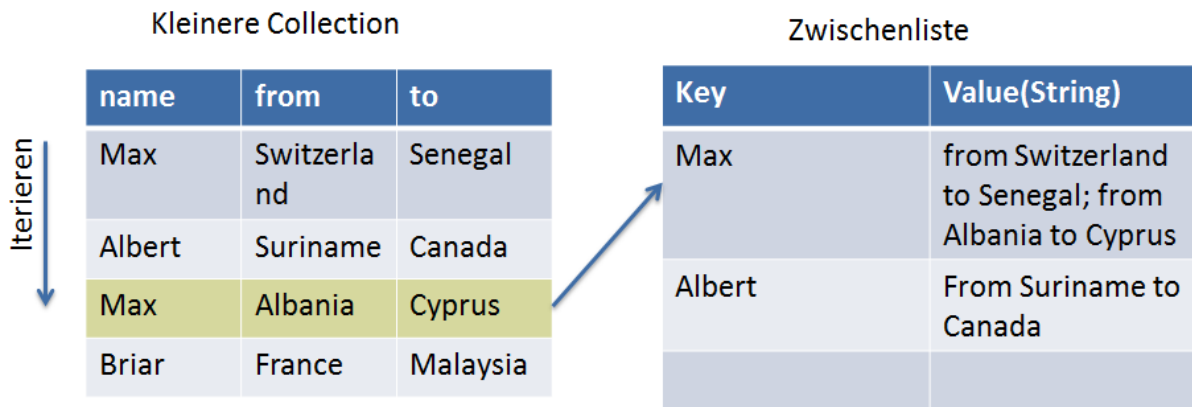 Kleinere Collection
Zwischenliste
Iterieren
name from to
Max Switzerla Senegal
nd
Albert Suriname Canada
Max Albania Cyprus
Briar France Malaysia
Key Value(String)
Max from Switzerland
to Senegal; from
Albania to Cyprus
Albert From Suriname to
Canada